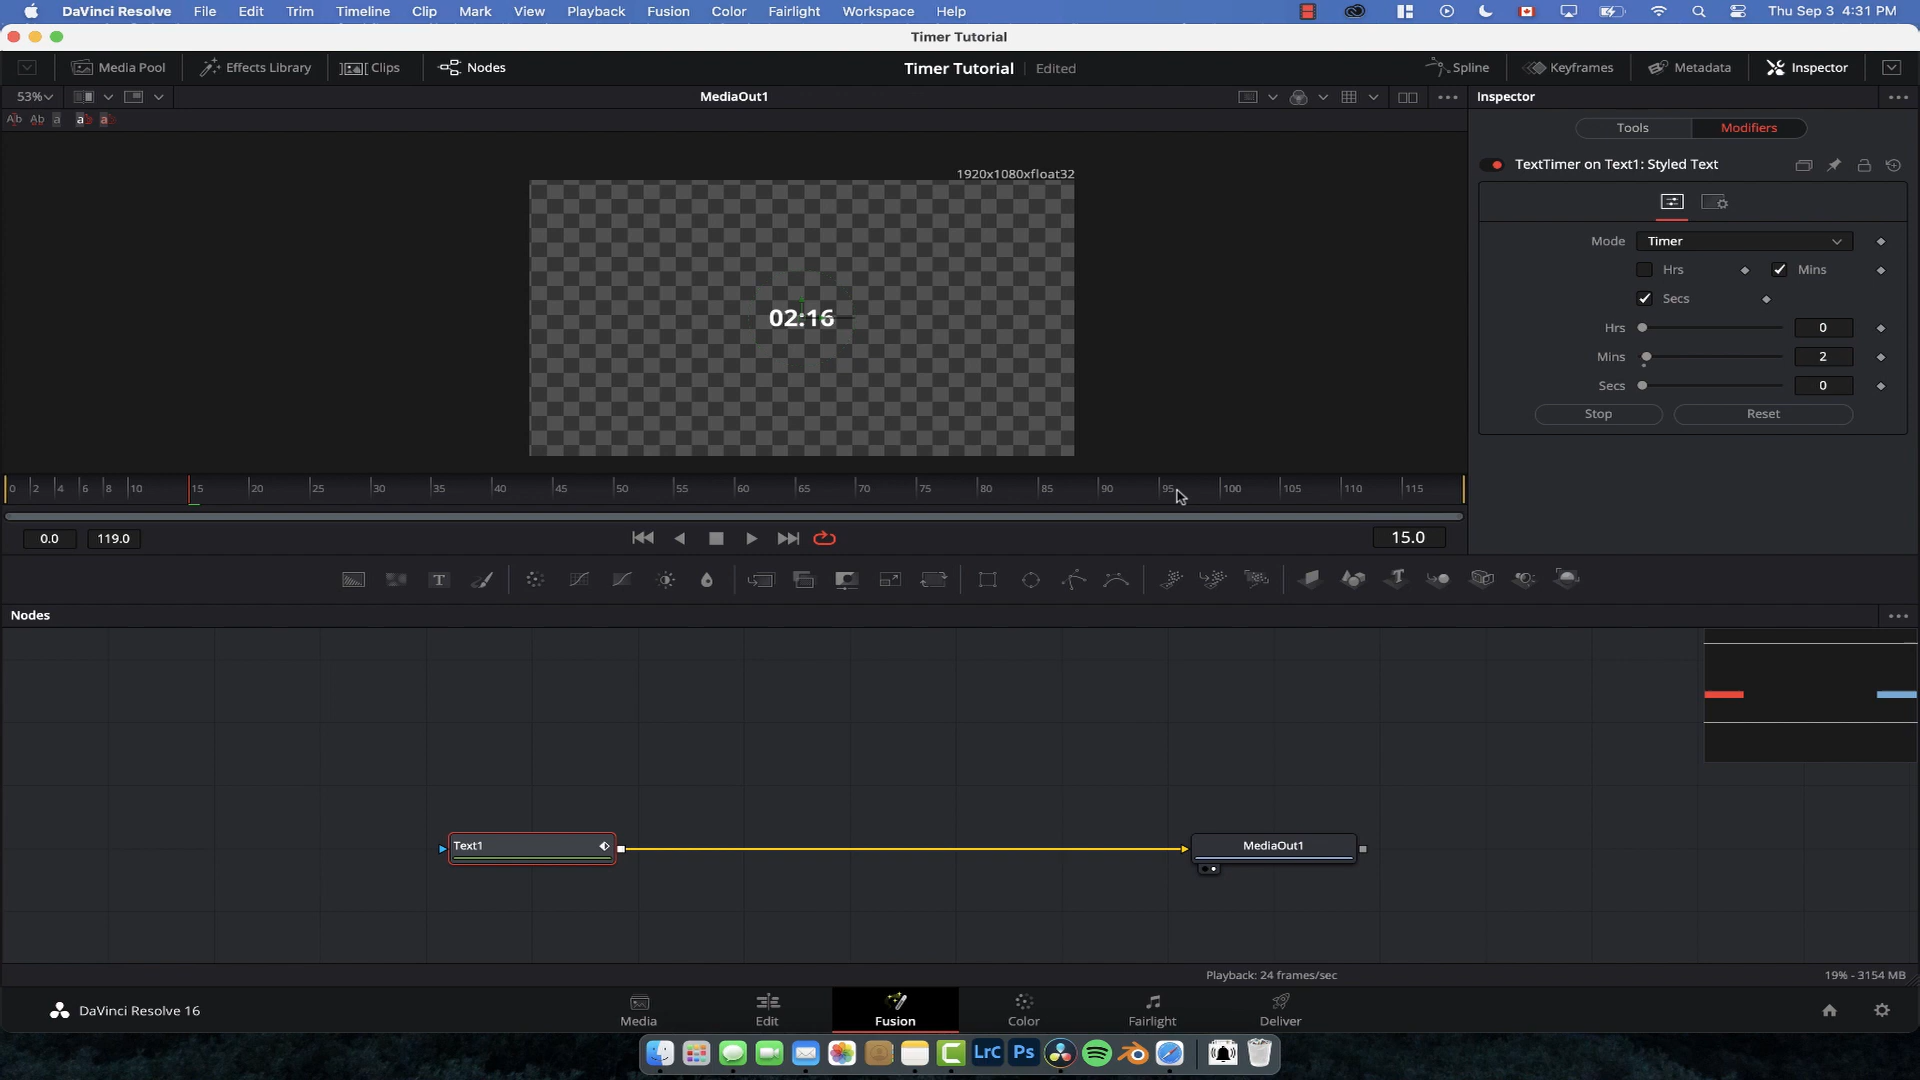 DaVinci Resolve File Edit Trim Timeline Clip Mark View Playback Fusion Color Fairlight Workspace Help Thu Sep 3 4:31 PM
Timer Tutorial
Media Pool Effects Library Clips Nodes Timer Tutorial Edited Spline Keyframes Metadata Inspector
53% MediaOut1 Inspector
Tools Modifiers
TextTimer on Text1: Styled Text
1920x1080xfloat32
Mode Timer
Hrs Mins
Secs
02:16
Hrs 0
Mins 2
Secs 0
Stop Reset
0 2 4 6 8 10 15 20 25 30 35 40 45 50 55 60 65 70 75 80 85 90 95 100 105 110 115
0.0 119.0 15.0
T
Nodes
Text1 MediaOut1
Playback: 24 frames/sec 19% - 3154 MB
DaVinci Resolve 16 Media Edit Fusion Color Fairlight Deliver
LrC Ps